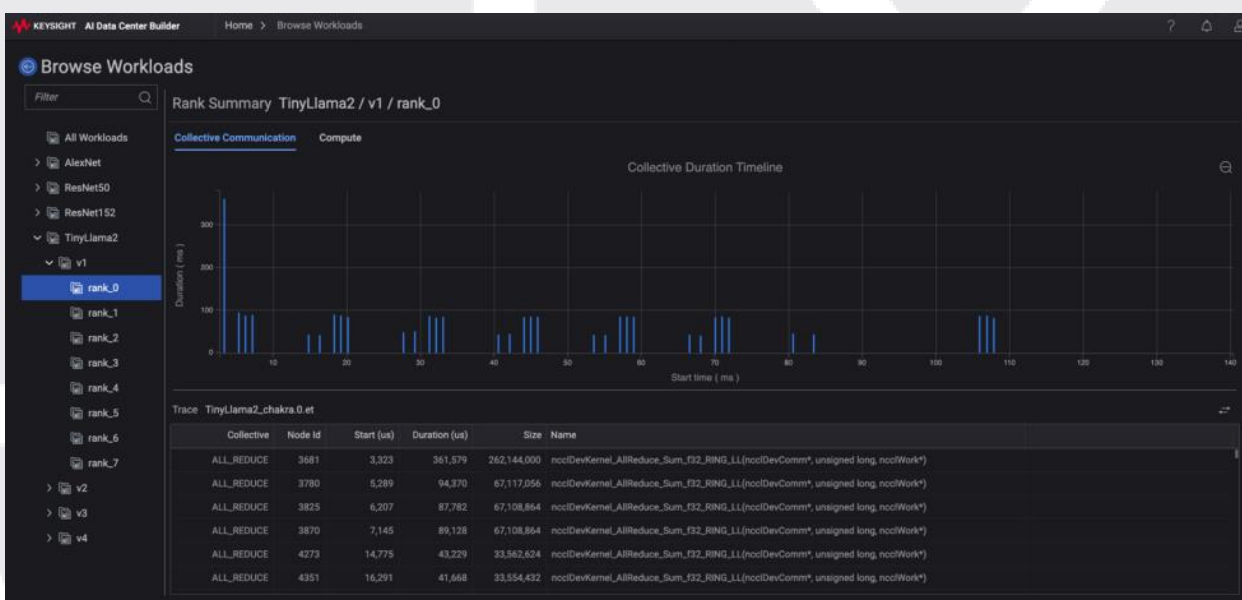 KEYSIGHT AI Data Center Builder Home > Browse Workloads ?
Browse Workloads
Filter
All Workloads
AlexNet
ResNet50
ResNet152
TinyLlama2
v1
rank_0
rank_1
rank_2
rank_3
rank_4
rank_5
rank_6
rank_7
v2
v3
v4
Rank Summary TinyLlama2 / v1 / rank_0
Collective Communication Compute
Collective Duration Timeline
Duration ( ms )
300
200
100
0
10 20 30 40 50 60 70 80 90 100 110 120 130 140
Start time ( ms )
Trace TinyLlama2_chakra.0.et
Collective Node Id Start (us) Duration (us) Size Name
ALL_REDUCE 3681 3,323 361,579 262,144,000 ncclDevKernel_AllReduce_Sum_f32_RING_LL(ncclDevComm*, unsigned long, ncclWork*)
ALL_REDUCE 3780 5,289 94,370 67,117,056 ncclDevKernel_AllReduce_Sum_f32_RING_LL(ncclDevComm*, unsigned long, ncclWork*)
ALL_REDUCE 3825 6,207 87,782 67,108,864 ncclDevKernel_AllReduce_Sum_f32_RING_LL(ncclDevComm*, unsigned long, ncclWork*)
ALL_REDUCE 3870 7,145 89,128 67,108,864 ncclDevKernel_AllReduce_Sum_f32_RING_LL(ncclDevComm*, unsigned long, ncclWork*)
ALL_REDUCE 4273 14,775 43,229 33,562,624 ncclDevKernel_AllReduce_Sum_f32_RING_LL(ncclDevComm*, unsigned long, ncclWork*)
ALL_REDUCE 4351 16,291 41,668 33,554,432 ncclDevKernel_AllReduce_Sum_f32_RING_LL(ncclDevComm*, unsigned long, ncclWork*)